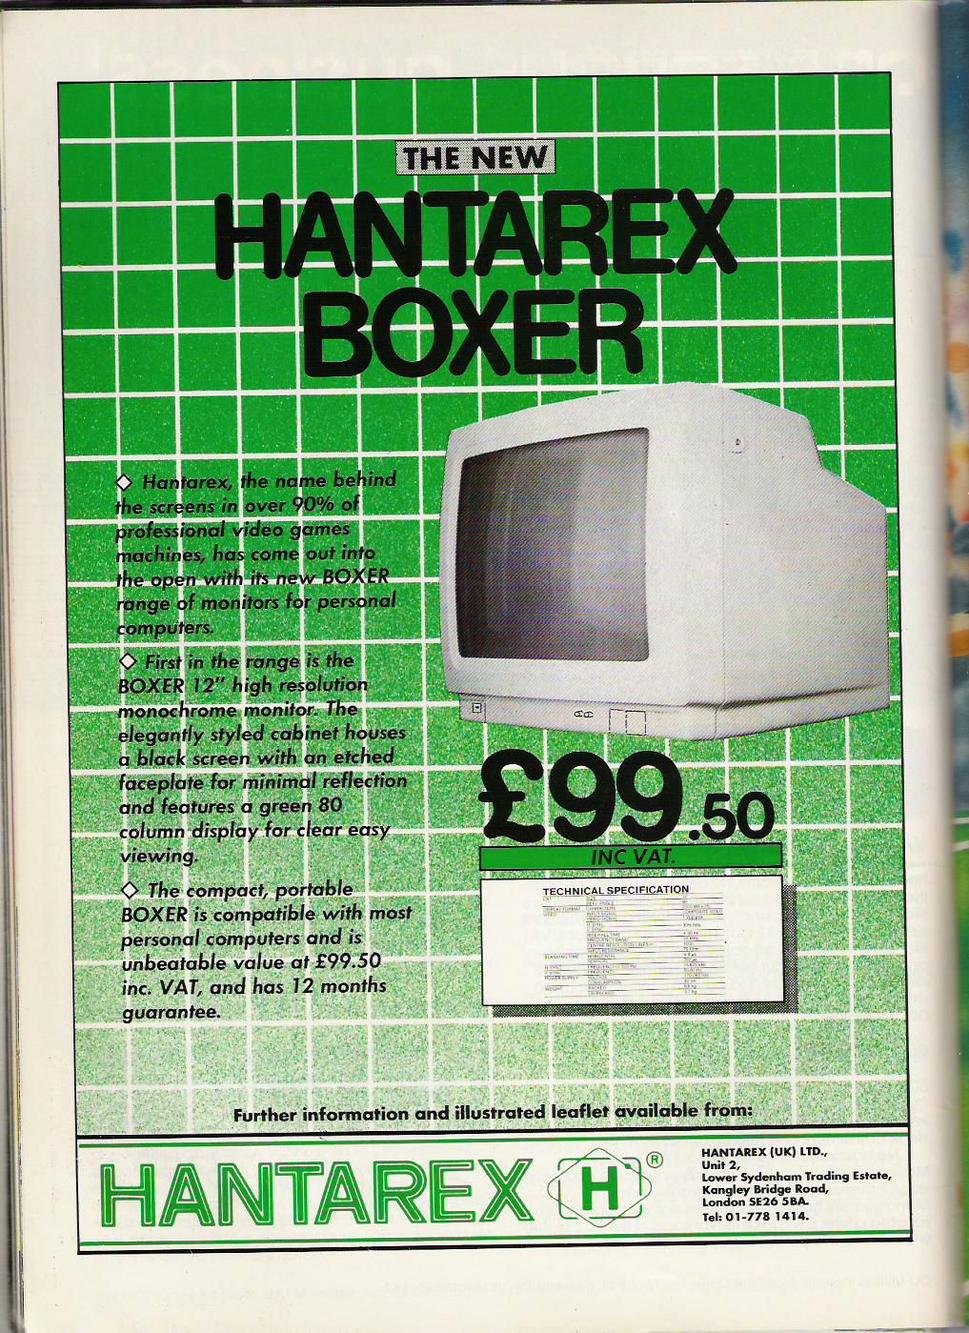 THE NEW
HANTAREX
BOXER
Hantarex, the name behind
the screens in over 90% of
professional video games
machines, has come out into
the open with its new BOXER
range of monitors for personal
computers.
First in the range is the
BOXER 12" high resolution
monochrome monitor. The
elegantly styled cabinet houses
a black screen with an etched
faceplate for minimal reflection
and features a green 80
column display for clear easy
viewing.
The compact, portable
BOXER is compatible with most
personal computers and is
unbeatable value at £99.50
inc. VAT, and has 12 months
guarantee.
£99.50
INC VAT.
TECHNICAL SPECIFICATION
Further information and illustrated leaflet available from:
HANTAREX H ®
HANTAREX (UK) LTD.,
Unit 2,
Lower Sydenham Trading Estate,
Kangley Bridge Road,
London SE26 5BA.
Tel: 01-778 1414.